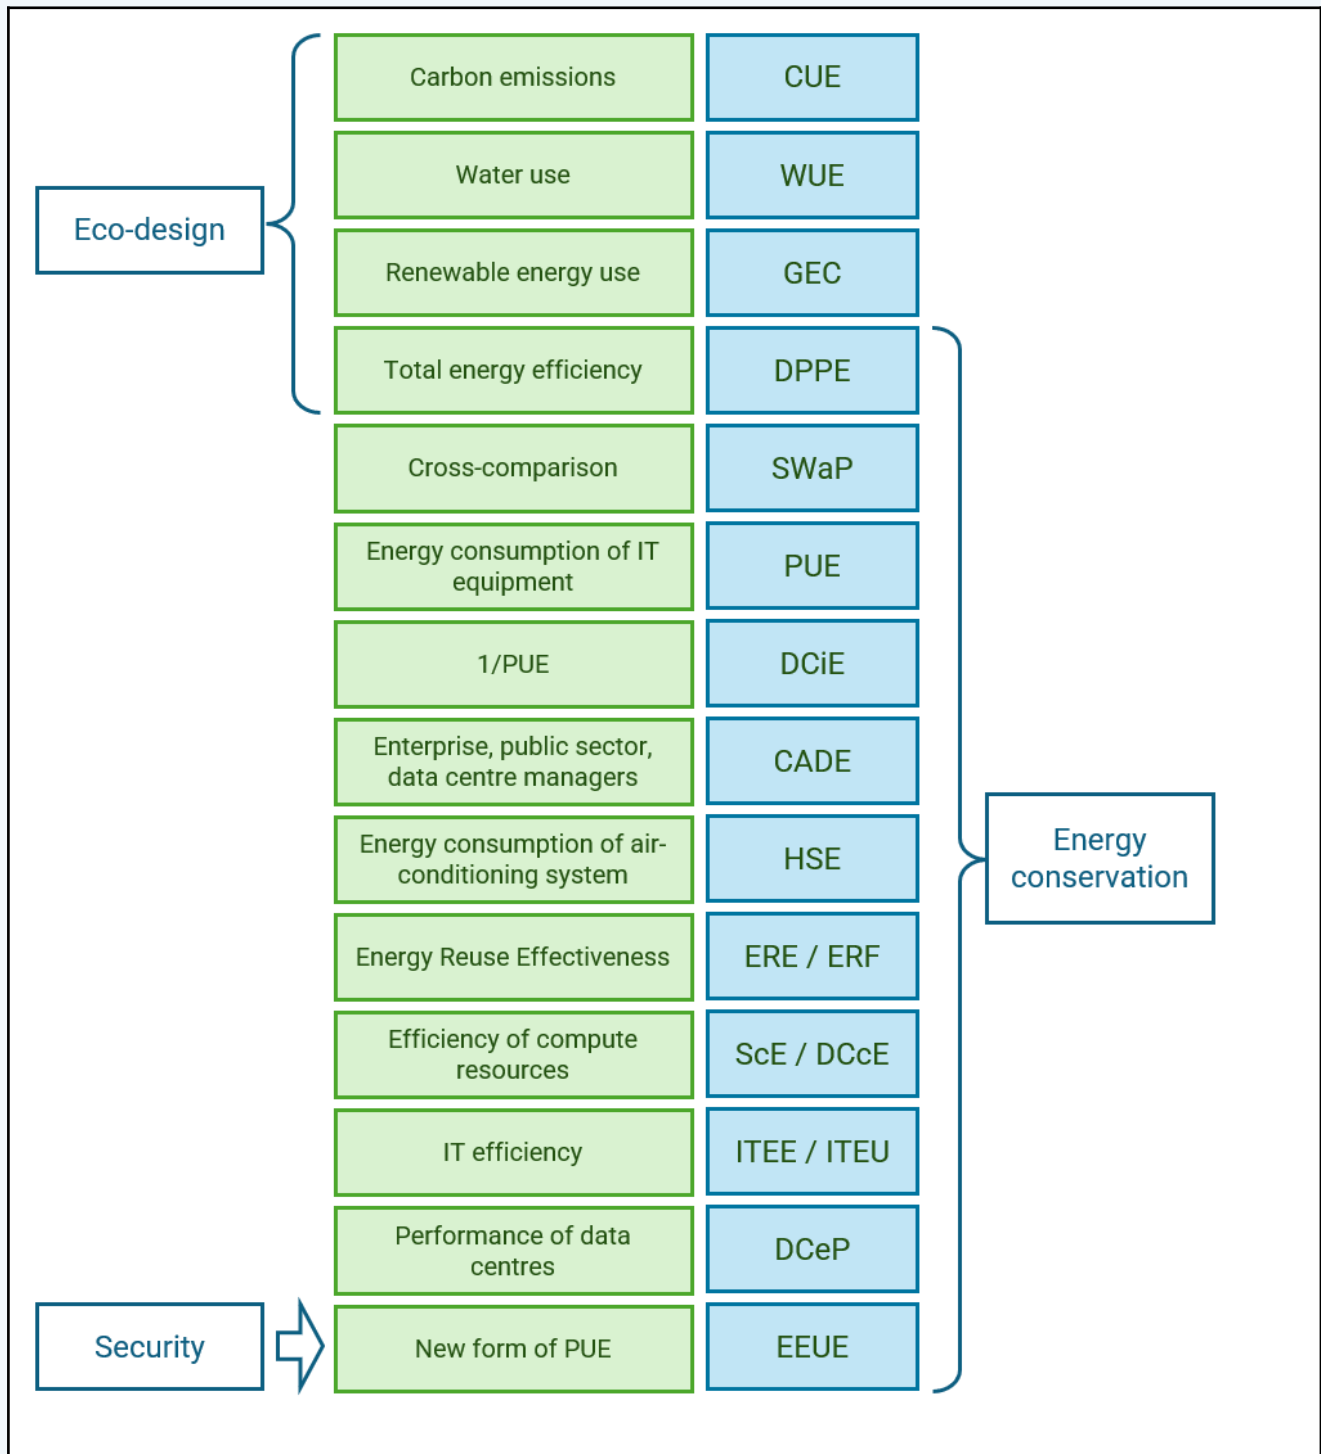 Carbon emissions
CUE
Water use
WUE
Eco-design
Renewable energy use
GEC
Total energy efficiency
DPPE
Cross-comparison
SWaP
Energy consumption of IT
equipment
PUE
1/PUE
DCiE
Enterprise, public sector,
data centre managers
CADE
Energy consumption of air-
conditioning system
HSE
Energy
conservation
Energy Reuse Effectiveness
ERE / ERF
Efficiency of compute
resources
ScE / DCcE
IT efficiency
ITEE / ITEU
Performance of data
centres
DCeP
Security
New form of PUE
EEUE